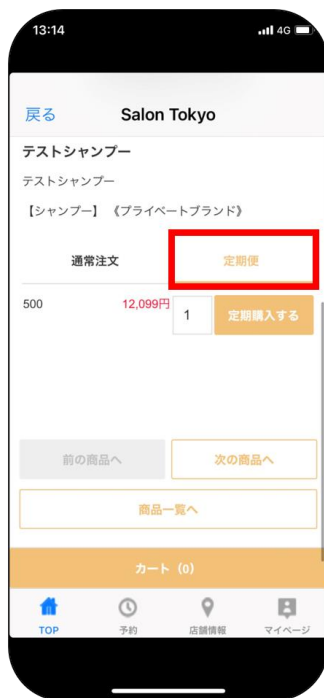 13:14
4G
戻る Salon Tokyo
テストシャンプー
テストシャンプー
【シャンプー】 《プライベートブランド》
通常注文 定期便
500 12,099円 1 定期購入する
前の商品へ 次の商品へ
商品一覧へ
カート（0）
TOP 予約 店舗情報 マイページ